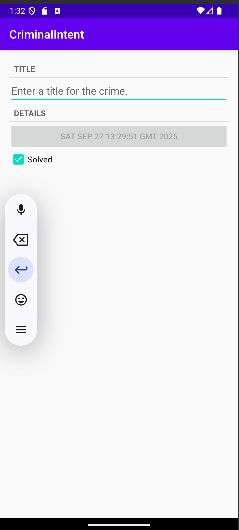 1:32
CriminalIntent
TITLE
Enter a title for the crime.
DETAILS
SAT SEP 27 13:29:51 GMT 2025
Solved